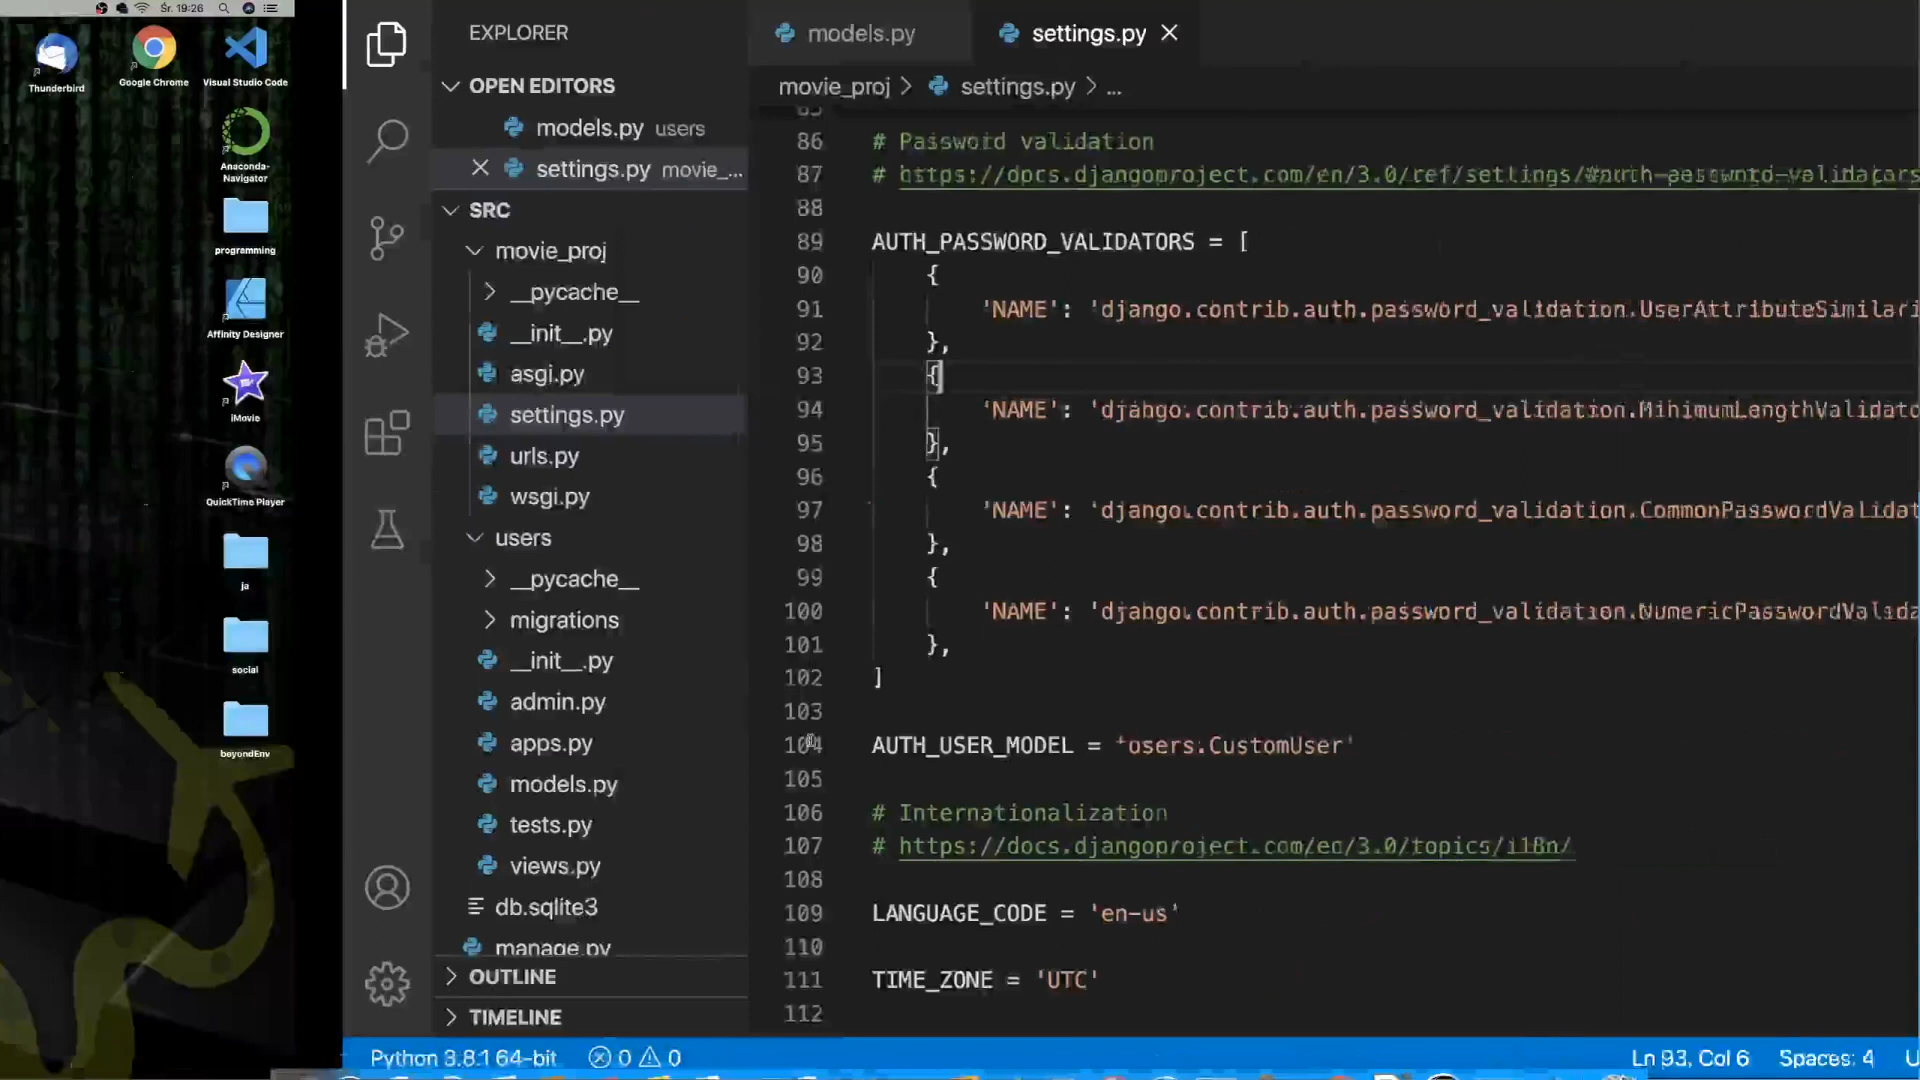 Śr. 19:26
Thunderbird
Google Chrome
Visual Studio Code
Anaconda-
Navigator
programming
Affinity Designer
iMovie
QuickTime Player
ja
social
beyondEnv
EXPLORER
OPEN EDITORS
models.py users
settings.py movie_...
SRC
movie_proj
__pycache__
__init__.py
asgi.py
settings.py
urls.py
wsgi.py
users
__pycache__
migrations
__init__.py
admin.py
apps.py
models.py
tests.py
views.py
db.sqlite3
manage.py
OUTLINE
TIMELINE
models.py
settings.py
movie_proj > settings.py > ...
85
86 # Password validation
87 # https://docs.djangoproject.com/en/3.0/ref/settings/#auth-password-validators
88
89 AUTH_PASSWORD_VALIDATORS = [
90 {
91 'NAME': 'django.contrib.auth.password_validation.UserAttributeSimilari
92 },
93 {
94 'NAME': 'django.contrib.auth.password_validation.MinimumLengthValidato
95 },
96 {
97 'NAME': 'django.contrib.auth.password_validation.CommonPasswordValidat
98 },
99 {
100 'NAME': 'django.contrib.auth.password_validation.NumericPasswordValida
101 },
102 ]
103
104 AUTH_USER_MODEL = 'users.CustomUser'
105
106 # Internationalization
107 # https://docs.djangoproject.com/en/3.0/topics/i18n/
108
109 LANGUAGE_CODE = 'en-us'
110
111 TIME_ZONE = 'UTC'
112
Python 3.8.1 64-bit 0 0
Ln 93, Col 6 Spaces: 4 U